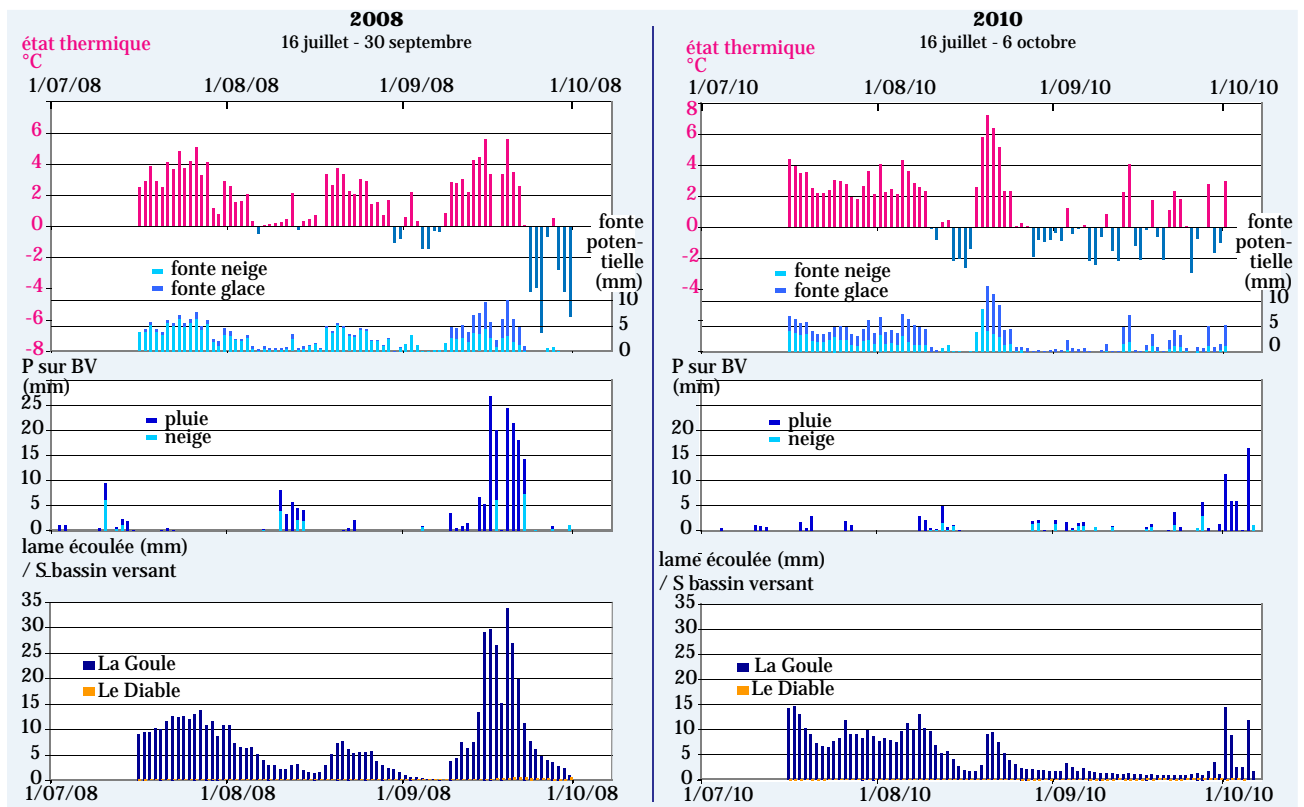 2008
16 juillet - 30 septembre
état thermique
°C
1/07/08 1/08/08 1/09/08 1/10/08
6
4
2
0
-2
-4
-6
-8
fonte
poten-
tielle
(mm)
10
5
0
fonte neige
fonte glace
P sur BV
(mm)
25
20
15
10
5
0
pluie
neige
lame écoulée (mm)
/ S bassin versant
35
30
25
20
15
10
5
0
La Goule
Le Diable
1/07/08 1/08/08 1/09/08 1/10/08
2010
16 juillet - 6 octobre
état thermique
°C
1/07/10 1/08/10 1/09/10 1/10/10
8
6
4
2
0
-2
-4
fonte
poten-
tielle
(mm)
10
5
0
fonte neige
fonte glace
P sur BV
(mm)
20
15
10
5
0
pluie
neige
lame écoulée (mm)
/ S bassin versant
35
30
25
20
15
10
5
0
La Goule
Le Diable
1/07/10 1/08/10 1/09/10 1/10/10